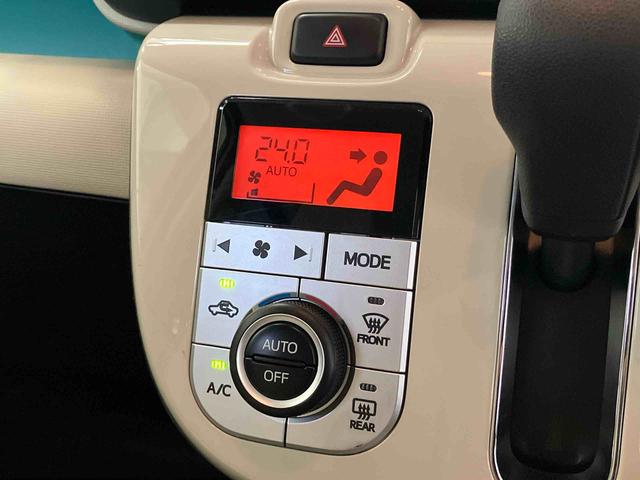 24.0
AUTO
MODE
FRONT
AUTO
OFF
A/C
REAR